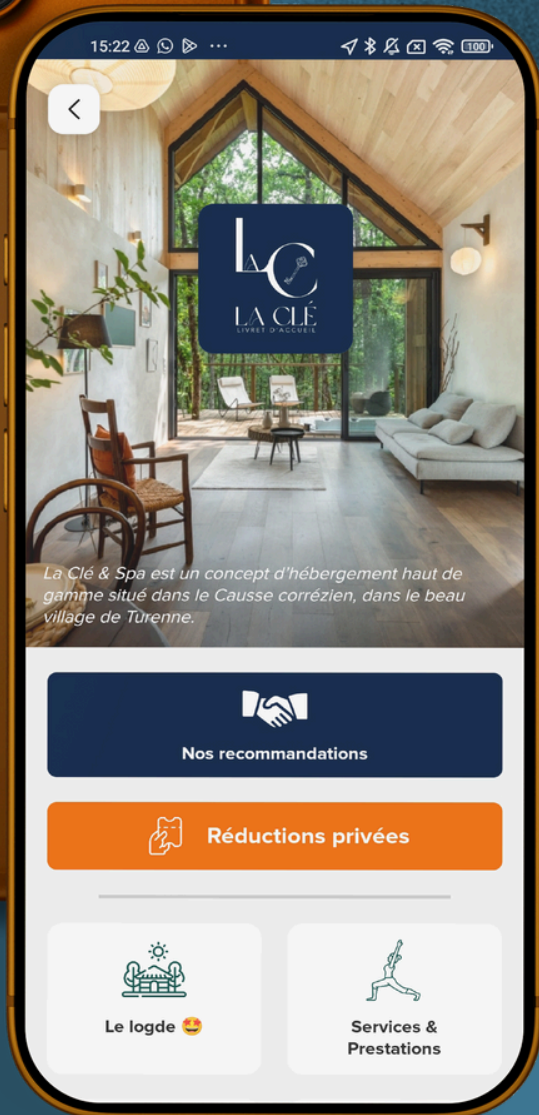 15:22
100
LC
LA CLÉ
LIVRET D'ACCUEIL
La Clé & Spa est un concept d'hébergement haut de
gamme situé dans le Causse corrézien, dans le beau
village de Turenne.
Nos recommandations
Réductions privées
Le logde 🤩
Services &
Prestations